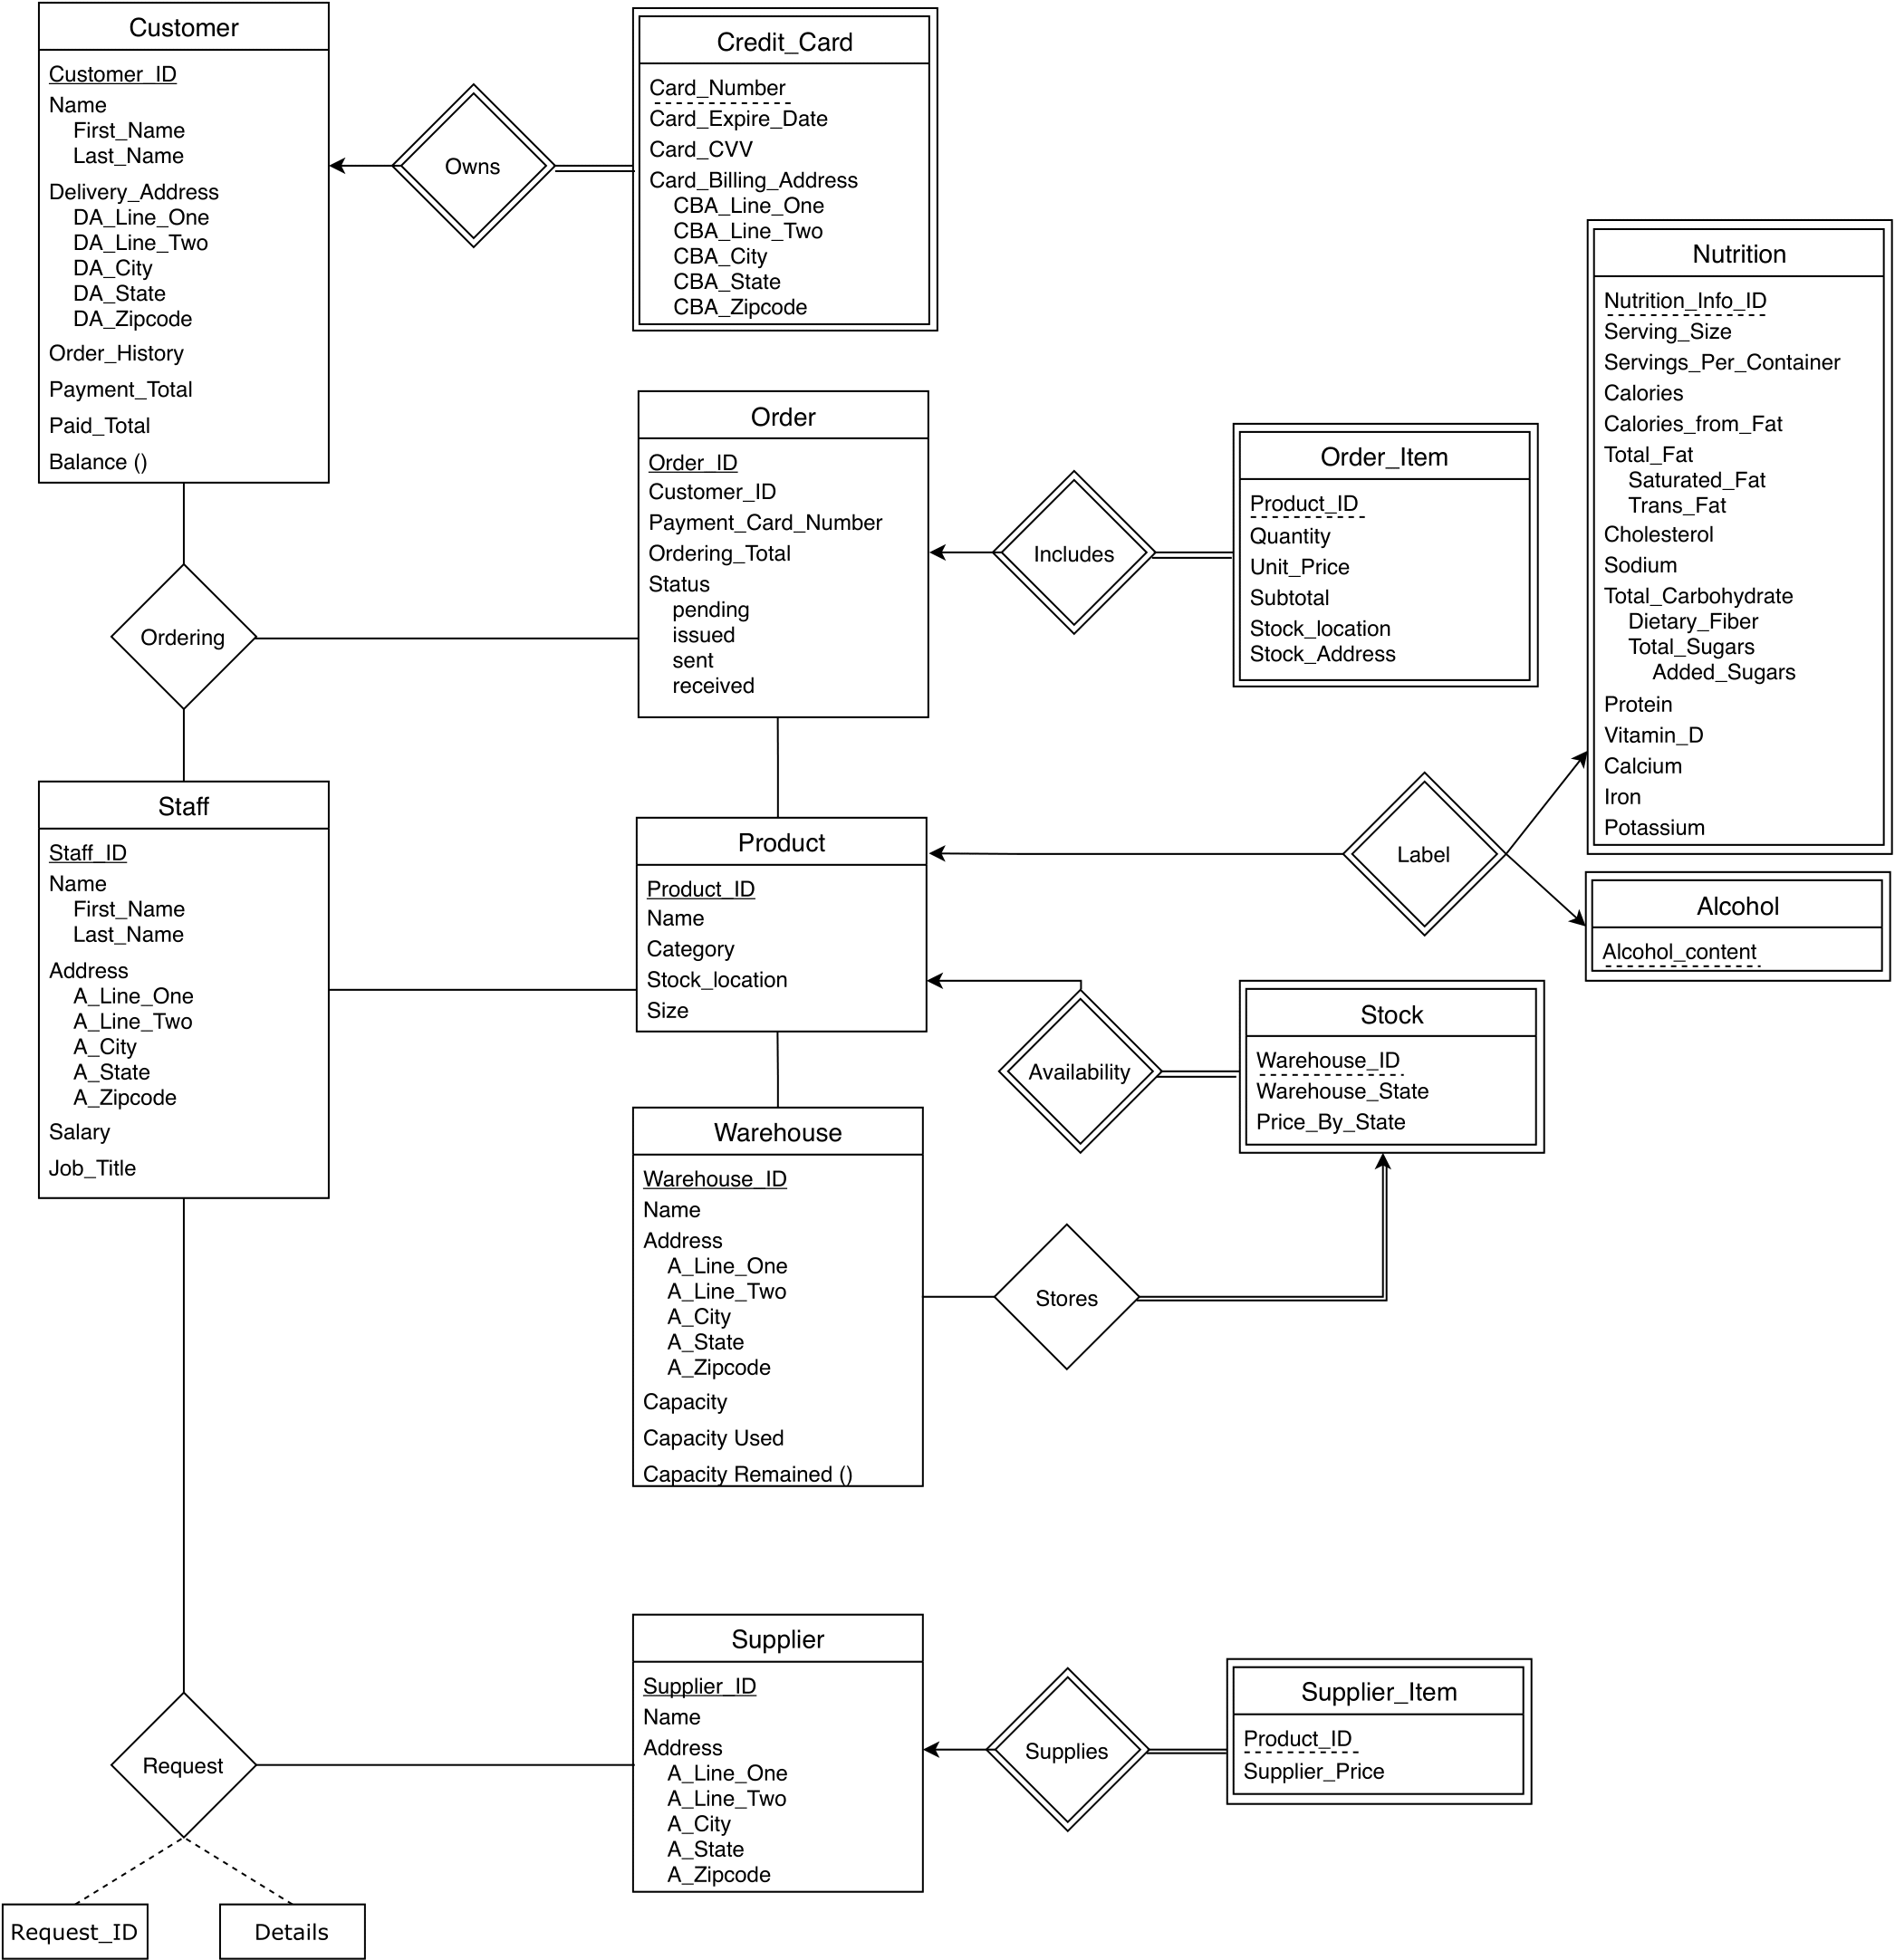 Customer
Customer_ID
Name
First_Name
Last_Name
Delivery_Address
DA_Line_One
DA_Line_Two
DA_City
DA_State
DA_Zipcode
Order_History
Payment_Total
Paid_Total
Balance ()
Owns
Credit_Card
Card_Number
Card_Expire_Date
Card_CVV
Card_Billing_Address
CBA_Line_One
CBA_Line_Two
CBA_City
CBA_State
CBA_Zipcode
Ordering
Order
Order_ID
Customer_ID
Payment_Card_Number
Ordering_Total
Status
pending
issued
sent
received
Includes
Order_Item
Product_ID
Quantity
Unit_Price
Subtotal
Stock_location
Stock_Address
Nutrition
Nutrition_Info_ID
Serving_Size
Servings_Per_Container
Calories
Calories_from_Fat
Total_Fat
Saturated_Fat
Trans_Fat
Cholesterol
Sodium
Total_Carbohydrate
Dietary_Fiber
Total_Sugars
Added_Sugars
Protein
Vitamin_D
Calcium
Iron
Potassium
Staff
Staff_ID
Name
First_Name
Last_Name
Address
A_Line_One
A_Line_Two
A_City
A_State
A_Zipcode
Salary
Job_Title
Product
Product_ID
Name
Category
Stock_location
Size
Label
Alcohol
Alcohol_content
Availability
Stock
Warehouse_ID
Warehouse_State
Price_By_State
Warehouse
Warehouse_ID
Name
Address
A_Line_One
A_Line_Two
A_City
A_State
A_Zipcode
Capacity
Capacity Used
Capacity Remained ()
Stores
Supplier
Supplier_ID
Name
Address
A_Line_One
A_Line_Two
A_City
A_State
A_Zipcode
Supplies
Supplier_Item
Product_ID
Supplier_Price
Request
Request_ID
Details